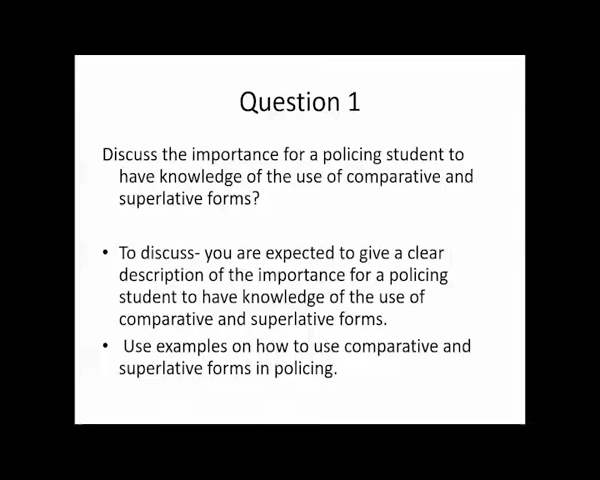 Question 1
Discuss the importance for a policing student to
have knowledge of the use of comparative and
superlative forms?
• To discuss- you are expected to give a clear
description of the importance for a policing
student to have knowledge of the use of
comparative and superlative forms.
• Use examples on how to use comparative and
superlative forms in policing.